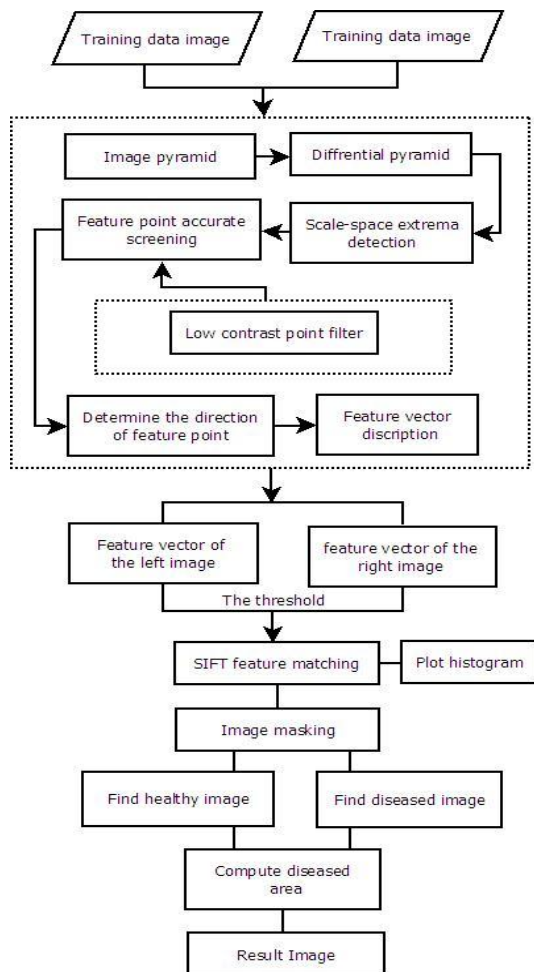 Training data image
Training data image
Image pyramid
Diffrential pyramid
Feature point accurate
screening
Scale-space extrema
detection
Low contrast point filter
Determine the direction
of feature point
Feature vector
discription
Feature vector of
the left image
feature vector of the
right image
The threshold
SIFT feature matching
Plot histogram
Image masking
Find healthy image
Find diseased image
Compute diseased
area
Result Image